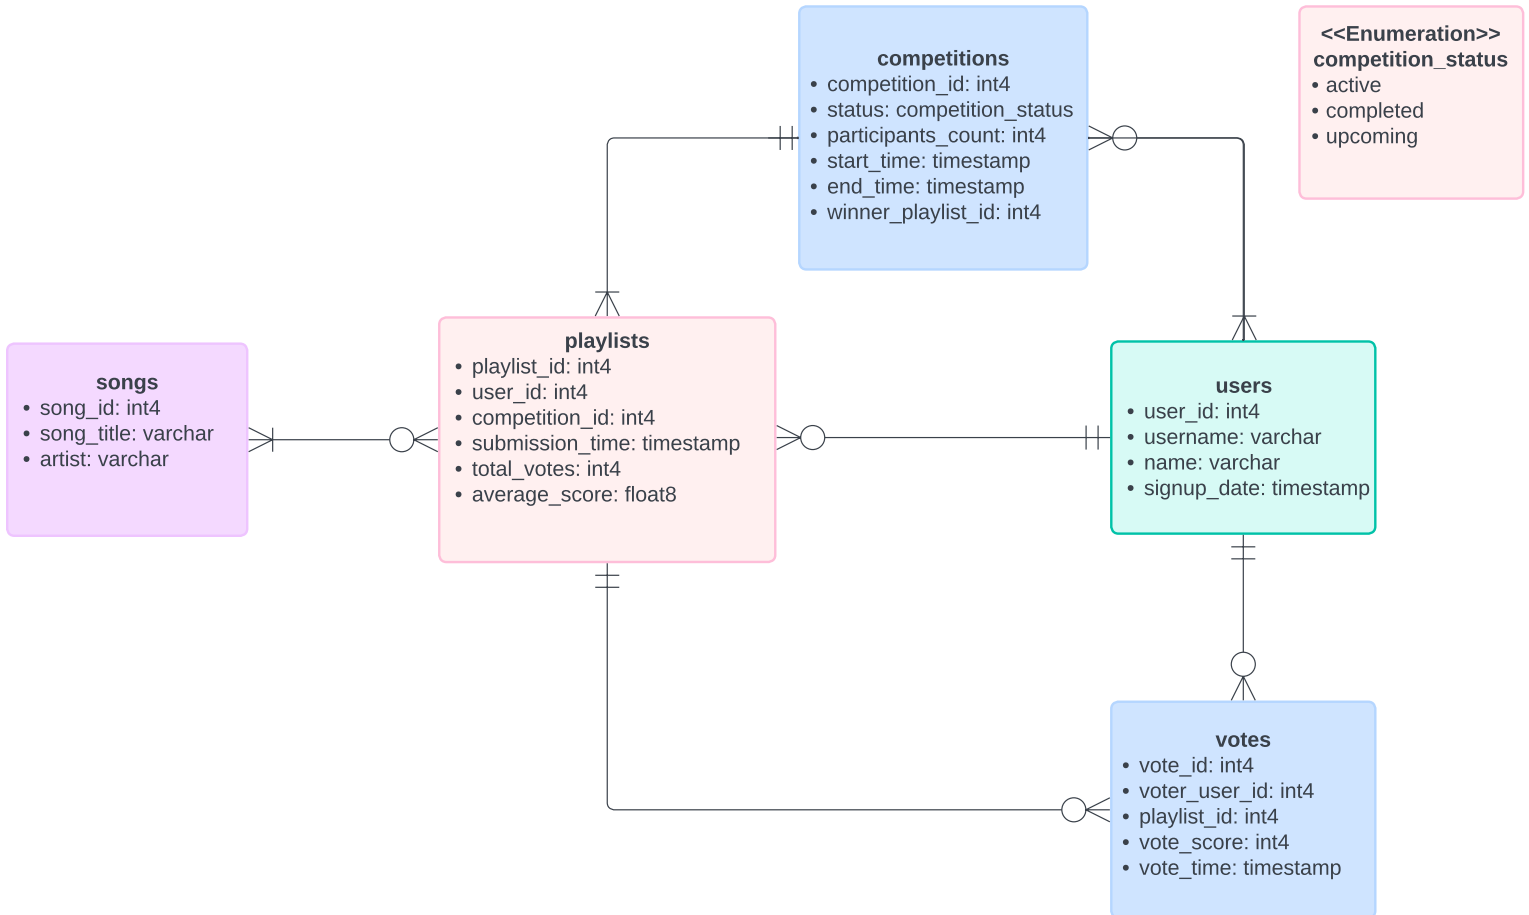 competitions
• competition_id: int4
• status: competition_status
• participants_count: int4
• start_time: timestamp
• end_time: timestamp
• winner_playlist_id: int4
<<Enumeration>>
competition_status
• active
• completed
• upcoming
songs
• song_id: int4
• song_title: varchar
• artist: varchar
playlists
• playlist_id: int4
• user_id: int4
• competition_id: int4
• submission_time: timestamp
• total_votes: int4
• average_score: float8
users
• user_id: int4
• username: varchar
• name: varchar
• signup_date: timestamp
votes
• vote_id: int4
• voter_user_id: int4
• playlist_id: int4
• vote_score: int4
• vote_time: timestamp